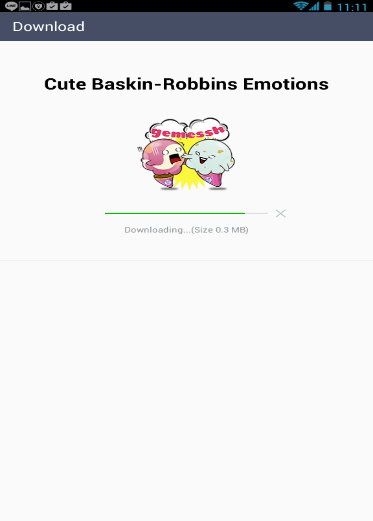 11:11
Download
Cute Baskin-Robbins Emotions
gemessh
Downloading...(Size 0.3 MB)